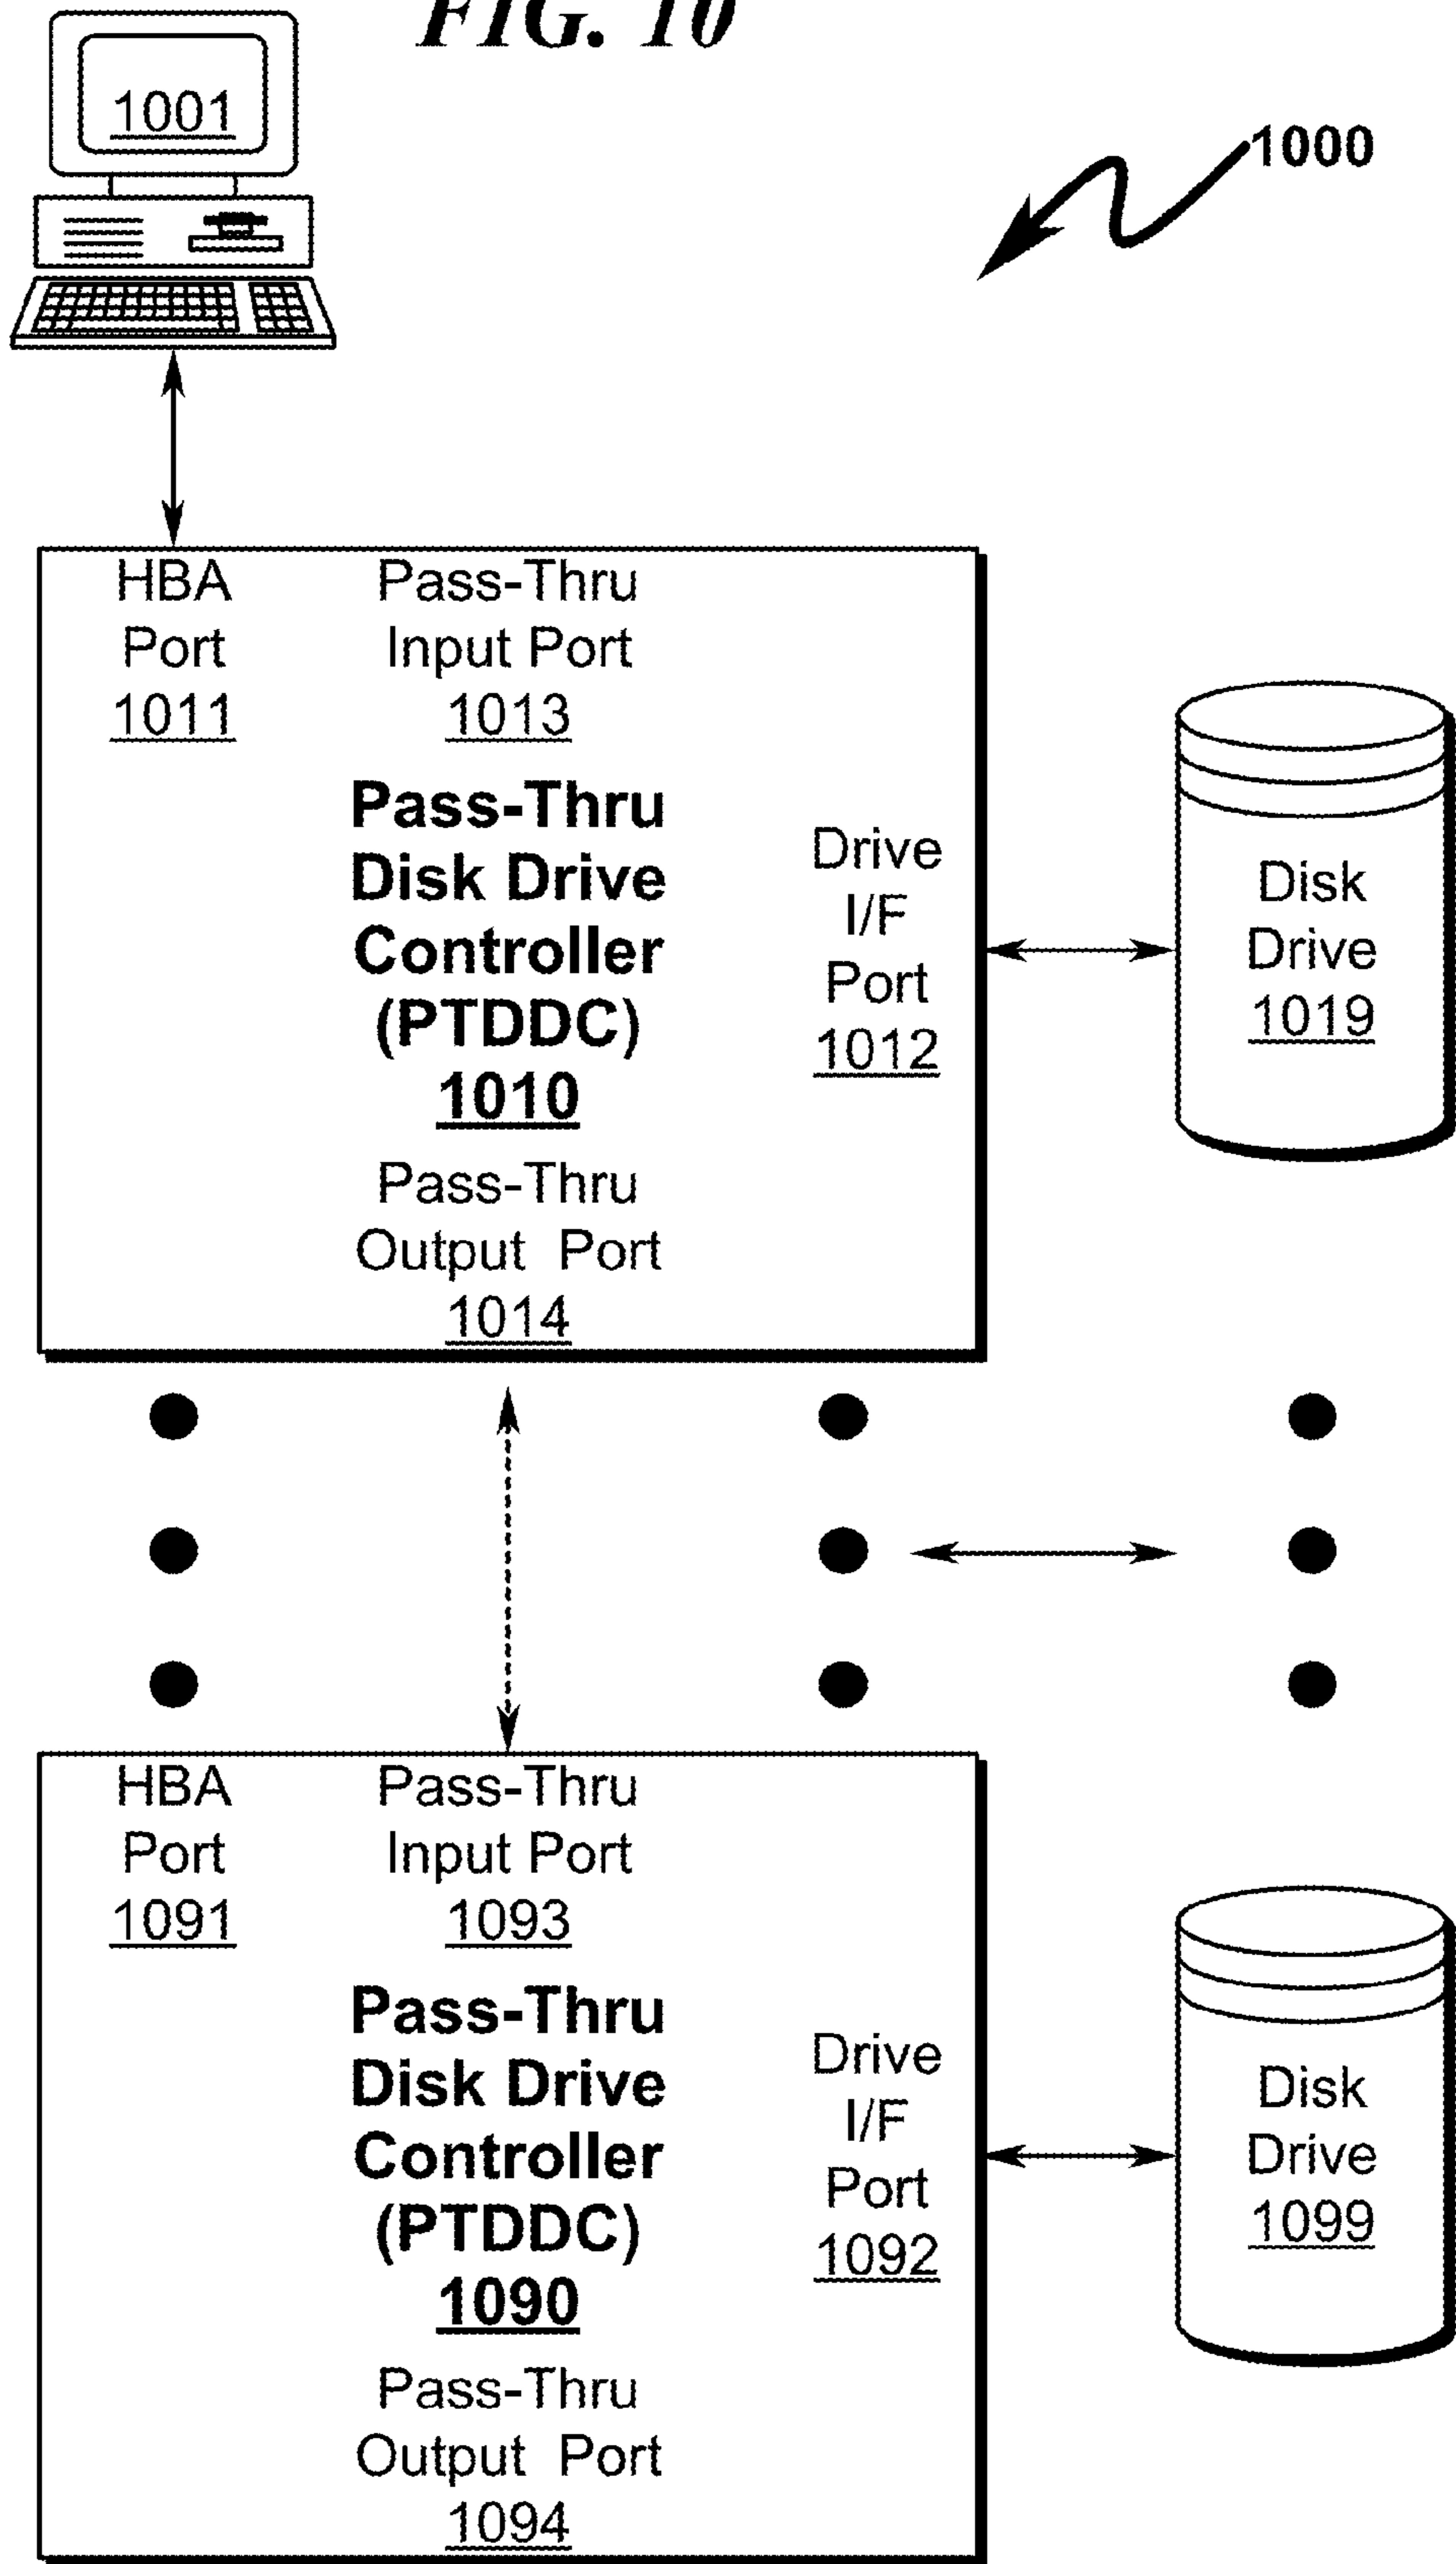 FIG. 10
1001
1000
HBA
Port
1011
Pass-Thru
Input Port
1013
Pass-Thru
Disk Drive
Controller
(PTDDC)
1010
Drive
I/F
Port
1012
Disk
Drive
1019
Pass-Thru
Output Port
1014
HBA
Port
1091
Pass-Thru
Input Port
1093
Pass-Thru
Disk Drive
Controller
(PTDDC)
1090
Drive
I/F
Port
1092
Disk
Drive
1099
Pass-Thru
Output Port
1094